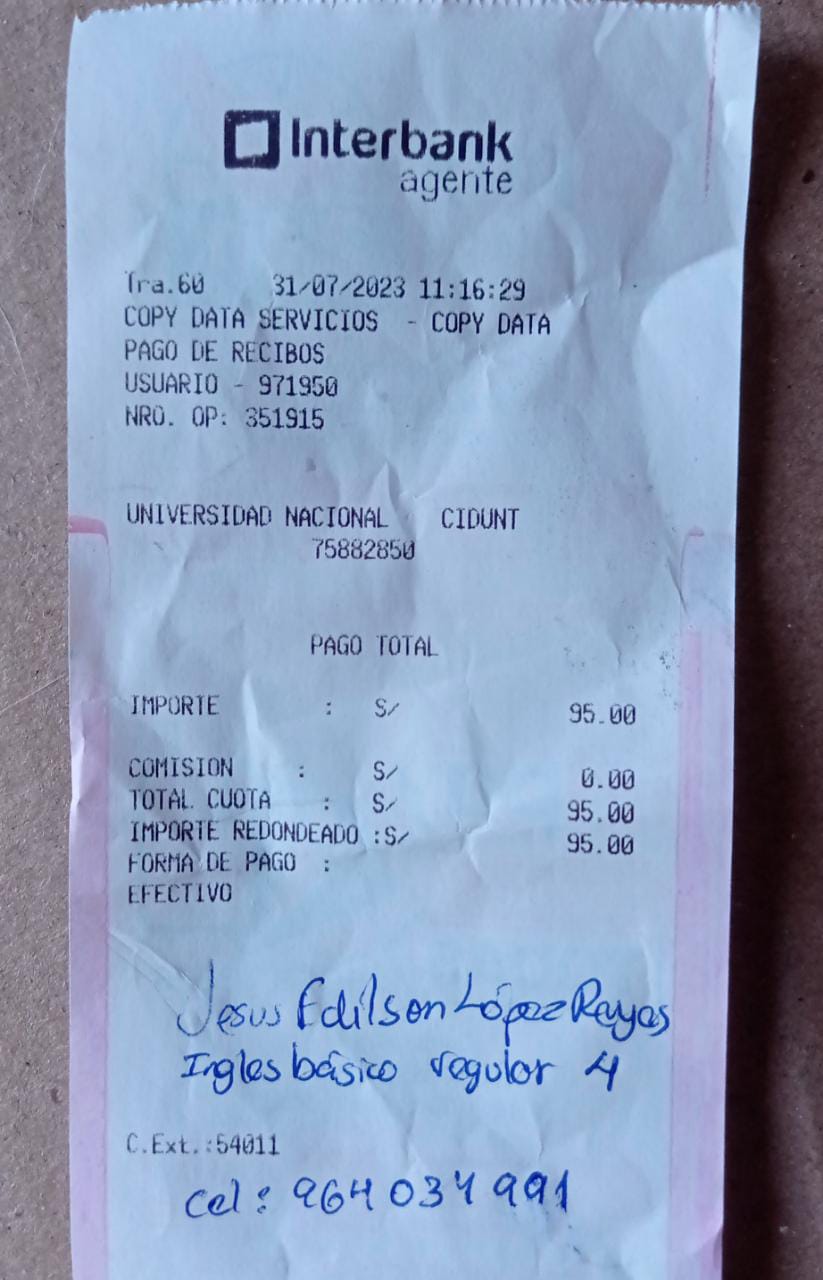 Interbank
agente
Tra.60 31/07/2023 11:16:29
COPY DATA SERVICIOS - COPY DATA
PAGO DE RECIBOS
USUARIO - 971950
NRO. OP: 351915
UNIVERSIDAD NACIONAL CIDUNT
75882850
PAGO TOTAL
IMPORTE : S/ 95.00
COMISION : S/ 0.00
TOTAL CUOTA : S/ 95.00
IMPORTE REDONDEADO :S/ 95.00
FORMA DE PAGO :
EFECTIVO
Jesus Edilson López Reyes
Ingles básico regular 4
C.Ext.:54011
cel: 964034991